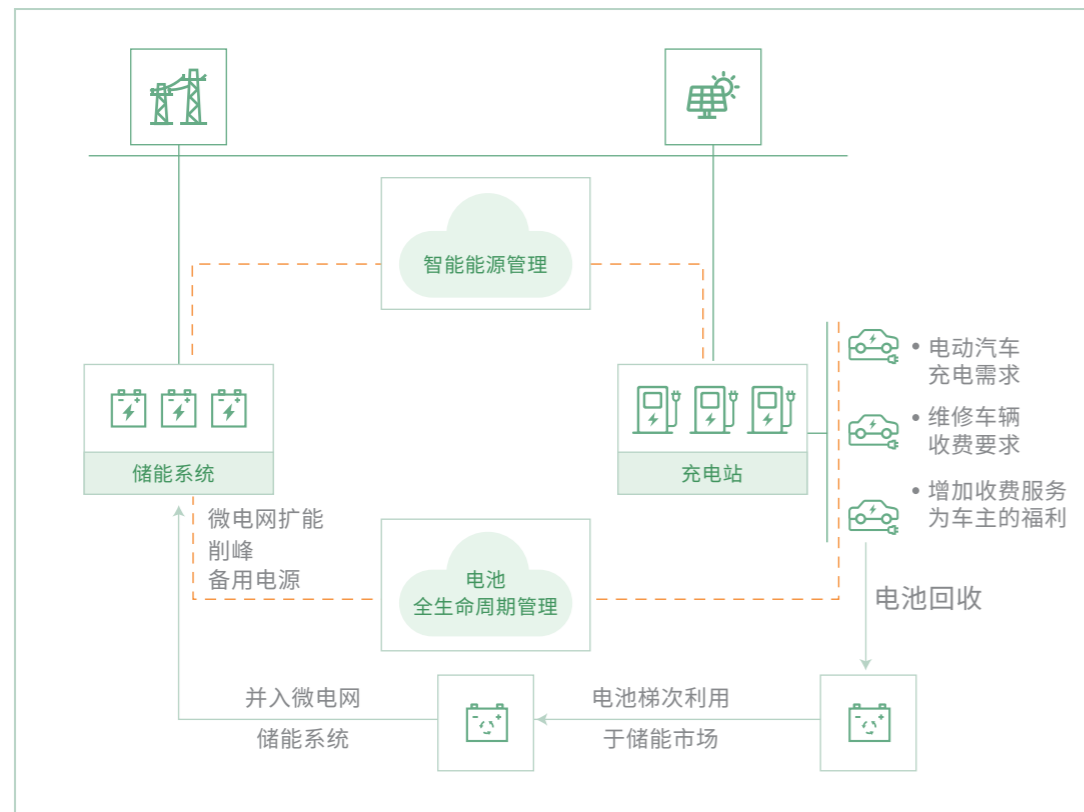 智能能源管理
储能系统
充电站
• 电动汽车
充电需求
• 维修车辆
收费要求
• 增加收费服务
为车主的福利
微电网扩能
削峰
备用电源
电池
全生命周期管理
电池回收
并入微电网
储能系统
电池梯次利用
于储能市场